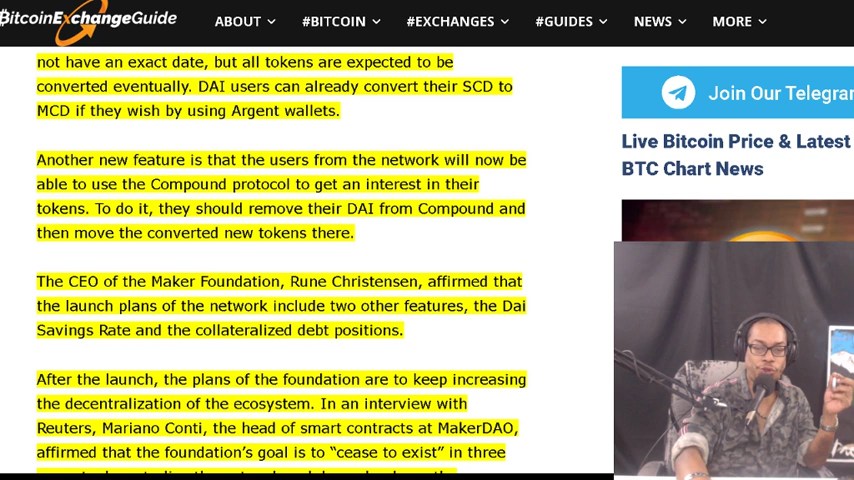 BitcoinExchangeGuide
ABOUT #BITCOIN #EXCHANGES #GUIDES NEWS MORE
not have an exact date, but all tokens are expected to be
converted eventually. DAI users can already convert their SCD to
MCD if they wish by using Argent wallets.
Another new feature is that the users from the network will now be
able to use the Compound protocol to get an interest in their
tokens. To do it, they should remove their DAI from Compound and
then move the converted new tokens there.
The CEO of the Maker Foundation, Rune Christensen, affirmed that
the launch plans of the network include two other features, the Dai
Savings Rate and the collateralized debt positions.
After the launch, the plans of the foundation are to keep increasing
the decentralization of the ecosystem. In an interview with
Reuters, Mariano Conti, the head of smart contracts at MakerDAO,
affirmed that the foundation's goal is to “cease to exist” in three
Join Our Telegram
Live Bitcoin Price & Latest
BTC Chart News